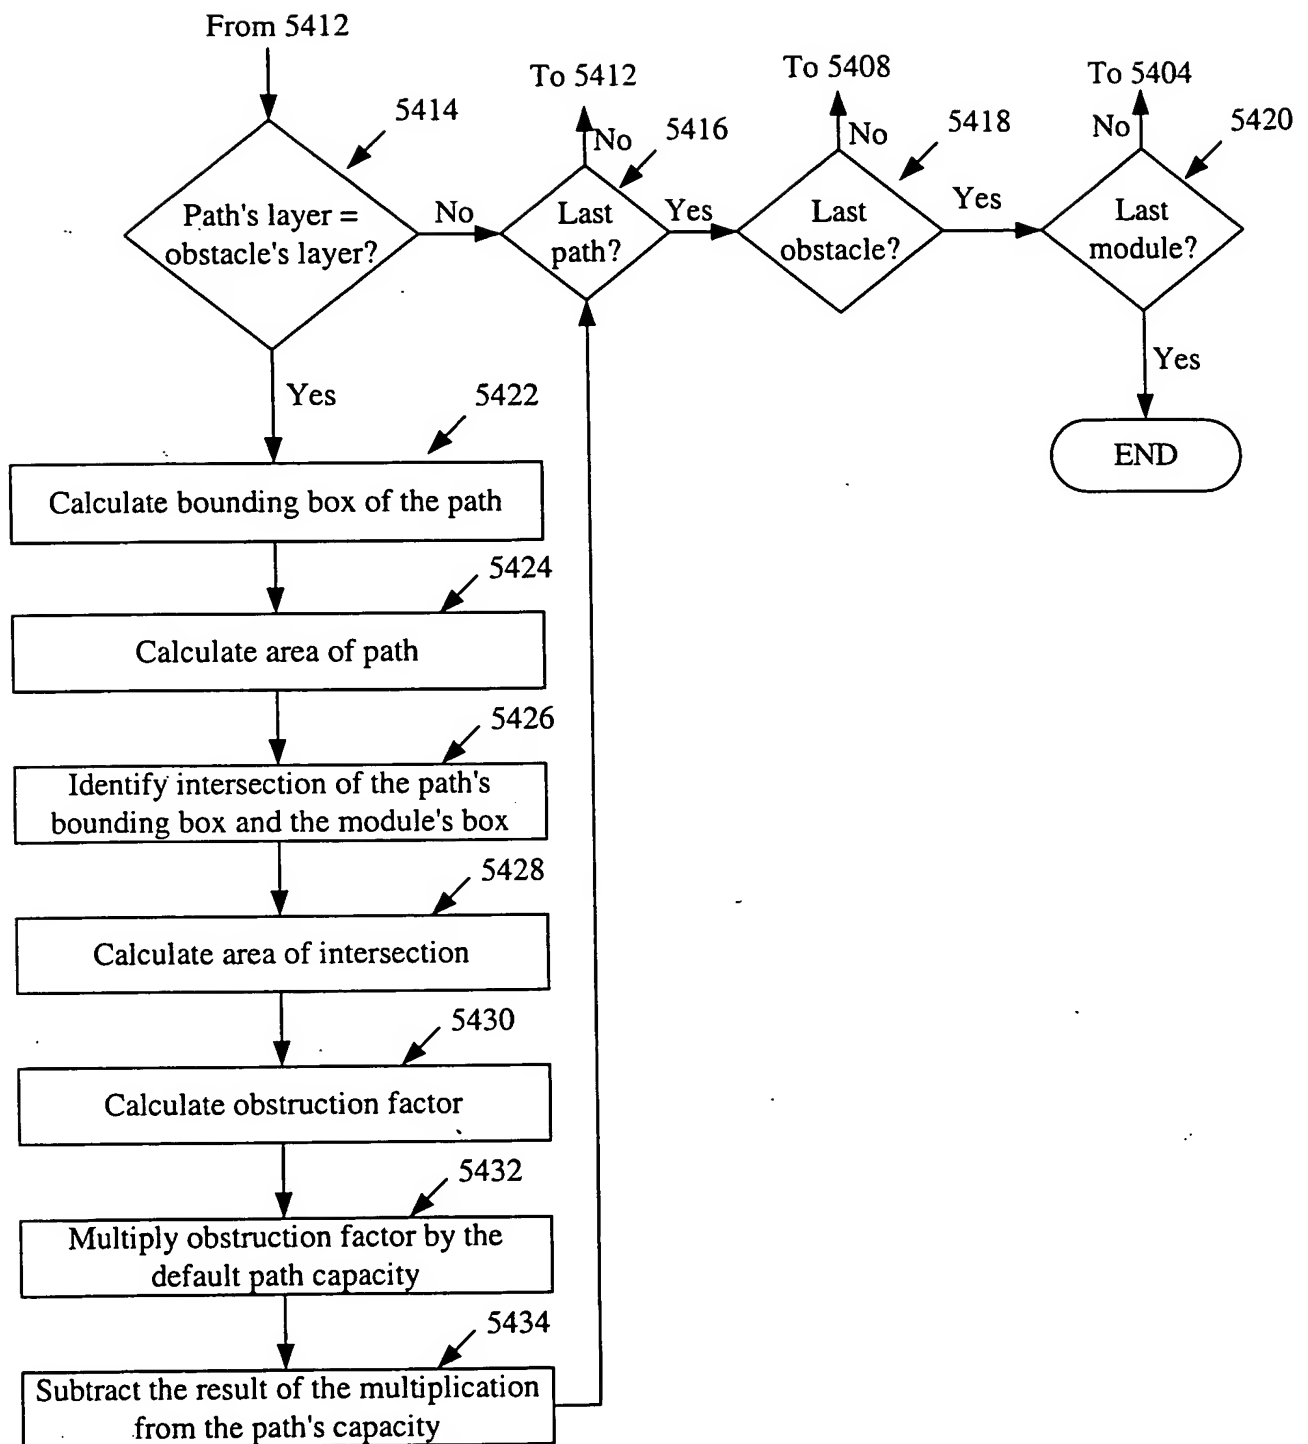 From 5412
To 5412
To 5408
To 5404
5414
5416
5418
5420
No
No
No
Path's layer =
obstacle's layer?
No
Last
path?
Yes
Last
obstacle?
Yes
Last
module?
Yes
Yes
END
5422
Calculate bounding box of the path
5424
Calculate area of path
5426
Identify intersection of the path's
bounding box and the module's box
5428
Calculate area of intersection
5430
Calculate obstruction factor
5432
Multiply obstruction factor by the
default path capacity
5434
Subtract the result of the multiplication
from the path's capacity